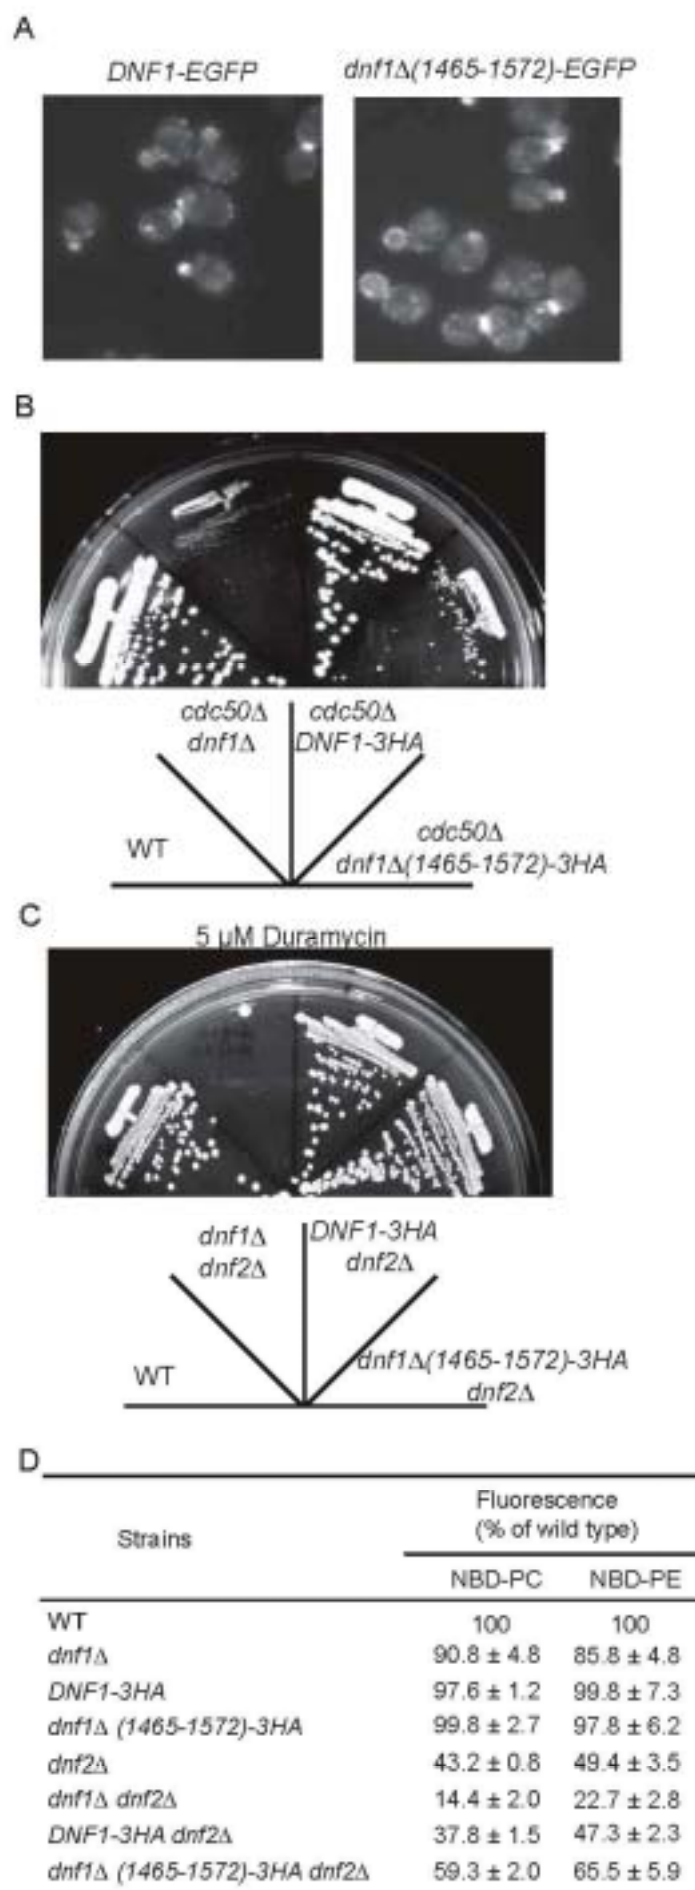 A
DNF1-EGFP
dnf1Δ(1465-1572)-EGFP
B
cdc50Δ cdc50Δ
dnf1Δ DNF1-3HA
WT
cdc50Δ
dnf1Δ(1465-1572)-3HA
C
5 µM Duramycin
dnf1Δ DNF1-3HA
dnf2Δ dnf2Δ
WT
dnf1Δ(1465-1572)-3HA
dnf2Δ
D
Fluorescence
(% of wild type)
Strains
NBD-PC NBD-PE
WT 100 100
dnf1Δ 90.8 ± 4.8 85.8 ± 4.8
DNF1-3HA 97.6 ± 1.2 99.8 ± 7.3
dnf1Δ (1465-1572)-3HA 99.8 ± 2.7 97.8 ± 6.2
dnf2Δ 43.2 ± 0.8 49.4 ± 3.5
dnf1Δ dnf2Δ 14.4 ± 2.0 22.7 ± 2.8
DNF1-3HA dnf2Δ 37.8 ± 1.5 47.3 ± 2.3
dnf1Δ (1465-1572)-3HA dnf2Δ 59.3 ± 2.0 65.5 ± 5.9